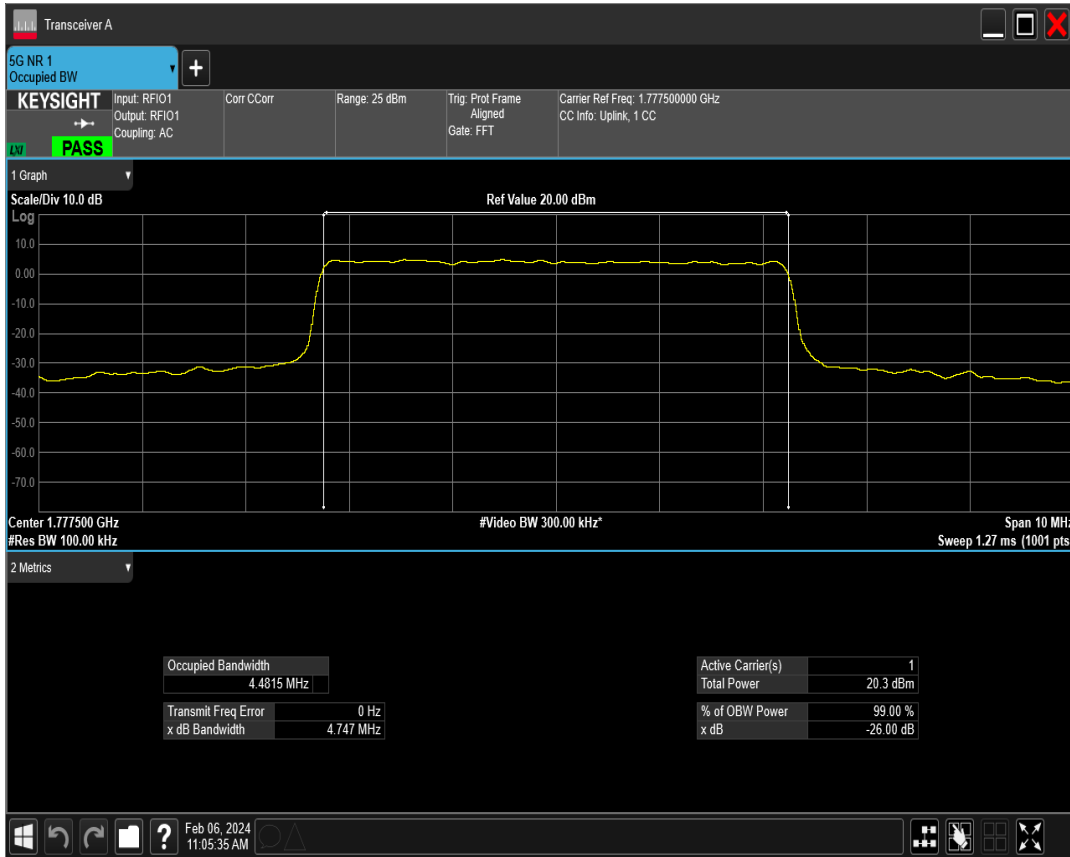 Transceiver A
5G NR 1
Occupied BW
KEYSIGHT
LXI
PASS
Input: RFIO1
Output: RFIO1
Coupling: AC
Corr CCorr
Range: 25 dBm
Trig: Prot Frame
Aligned
Gate: FFT
Carrier Ref Freq: 1.777500000 GHz
CC Info: Uplink, 1 CC
1 Graph
Scale/Div 10.0 dB
Ref Value 20.00 dBm
Log
10.0
0.00
-10.0
-20.0
-30.0
-40.0
-50.0
-60.0
-70.0
Center 1.777500 GHz
#Video BW 300.00 kHz*
Span 10 MHz
#Res BW 100.00 kHz
Sweep 1.27 ms (1001 pts
2 Metrics
Occupied Bandwidth
4.4815 MHz
Transmit Freq Error 0 Hz
x dB Bandwidth 4.747 MHz
Active Carrier(s) 1
Total Power 20.3 dBm
% of OBW Power 99.00 %
x dB -26.00 dB
?
Feb 06, 2024
11:05:35 AM